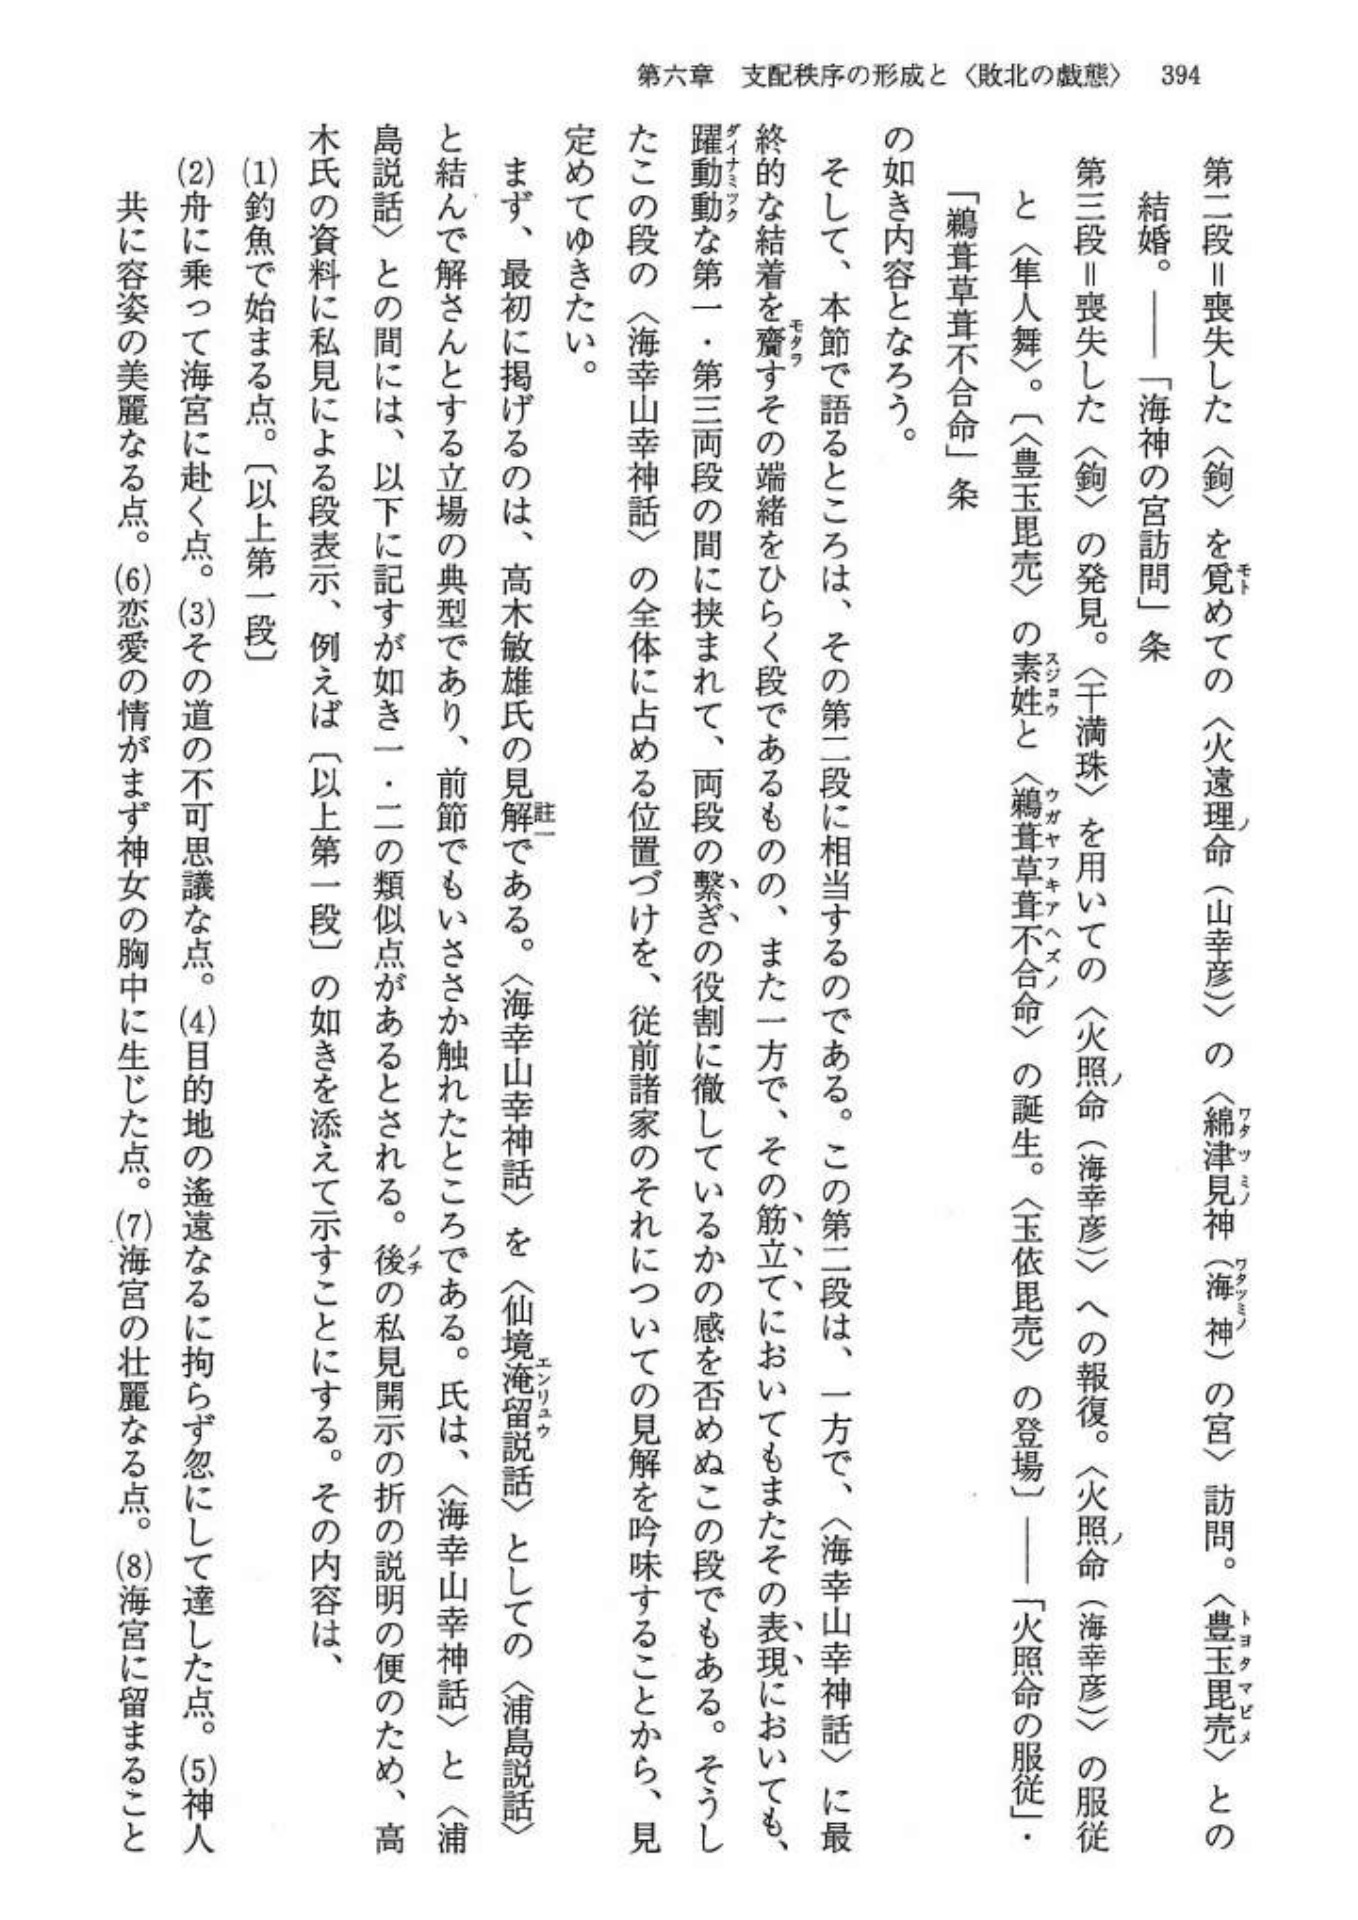 第六章　支配秩序の形成と〈敗北の戯態〉　394
第二段＝喪失した〈鉤〉を覓めての〈火遠理命（山幸彦）〉の〈綿津見神（海神）の宮〉訪問。〈豊玉毘売〉との
結婚。――「海神の宮訪問」条
第三段＝喪失した〈鉤〉の発見。〈干満珠〉を用いての〈火照命（海幸彦）〉への報復。〈火照命（海幸彦）〉の服従
と〈隼人舞〉。〔〈豊玉毘売〉の素姓と〈鵜葺草葺不合命〉の誕生。〈玉依毘売〉の登場〕――「火照命の服従」・
「鵜葺草葺不合命」条
の如き内容となろう。
そして、本節で語るところは、その第二段に相当するのである。この第二段は、一方で、〈海幸山幸神話〉に最
終的な結着を齎すその端緒をひらく段であるものの、また一方で、その筋立てにおいてもまたその表現においても、
躍動動な第一・第三両段の間に挟まれて、両段の繋ぎの役割に徹しているかの感を否めぬこの段でもある。そうし
たこの段の〈海幸山幸神話〉の全体に占める位置づけを、従前諸家のそれについての見解を吟味することから、見
定めてゆきたい。
まず、最初に掲げるのは、高木敏雄氏の見解註一である。〈海幸山幸神話〉を〈仙境淹留説話〉としての〈浦島説話〉
と結んで解さんとする立場の典型であり、前節でもいささか触れたところである。氏は、〈海幸山幸神話〉と〈浦
島説話〉との間には、以下に記すが如き一・二の類似点があるとされる。後の私見開示の折の説明の便のため、高
木氏の資料に私見による段表示、例えば〔以上第一段〕の如きを添えて示すことにする。その内容は、
(1)釣魚で始まる点。〔以上第一段〕
(2)舟に乗って海宮に赴く点。(3)その道の不可思議な点。(4)目的地の遙遠なるに拘らず忽にして達した点。(5)神人
共に容姿の美麗なる点。(6)恋愛の情がまず神女の胸中に生じた点。(7)海宮の壮麗なる点。(8)海宮に留まること